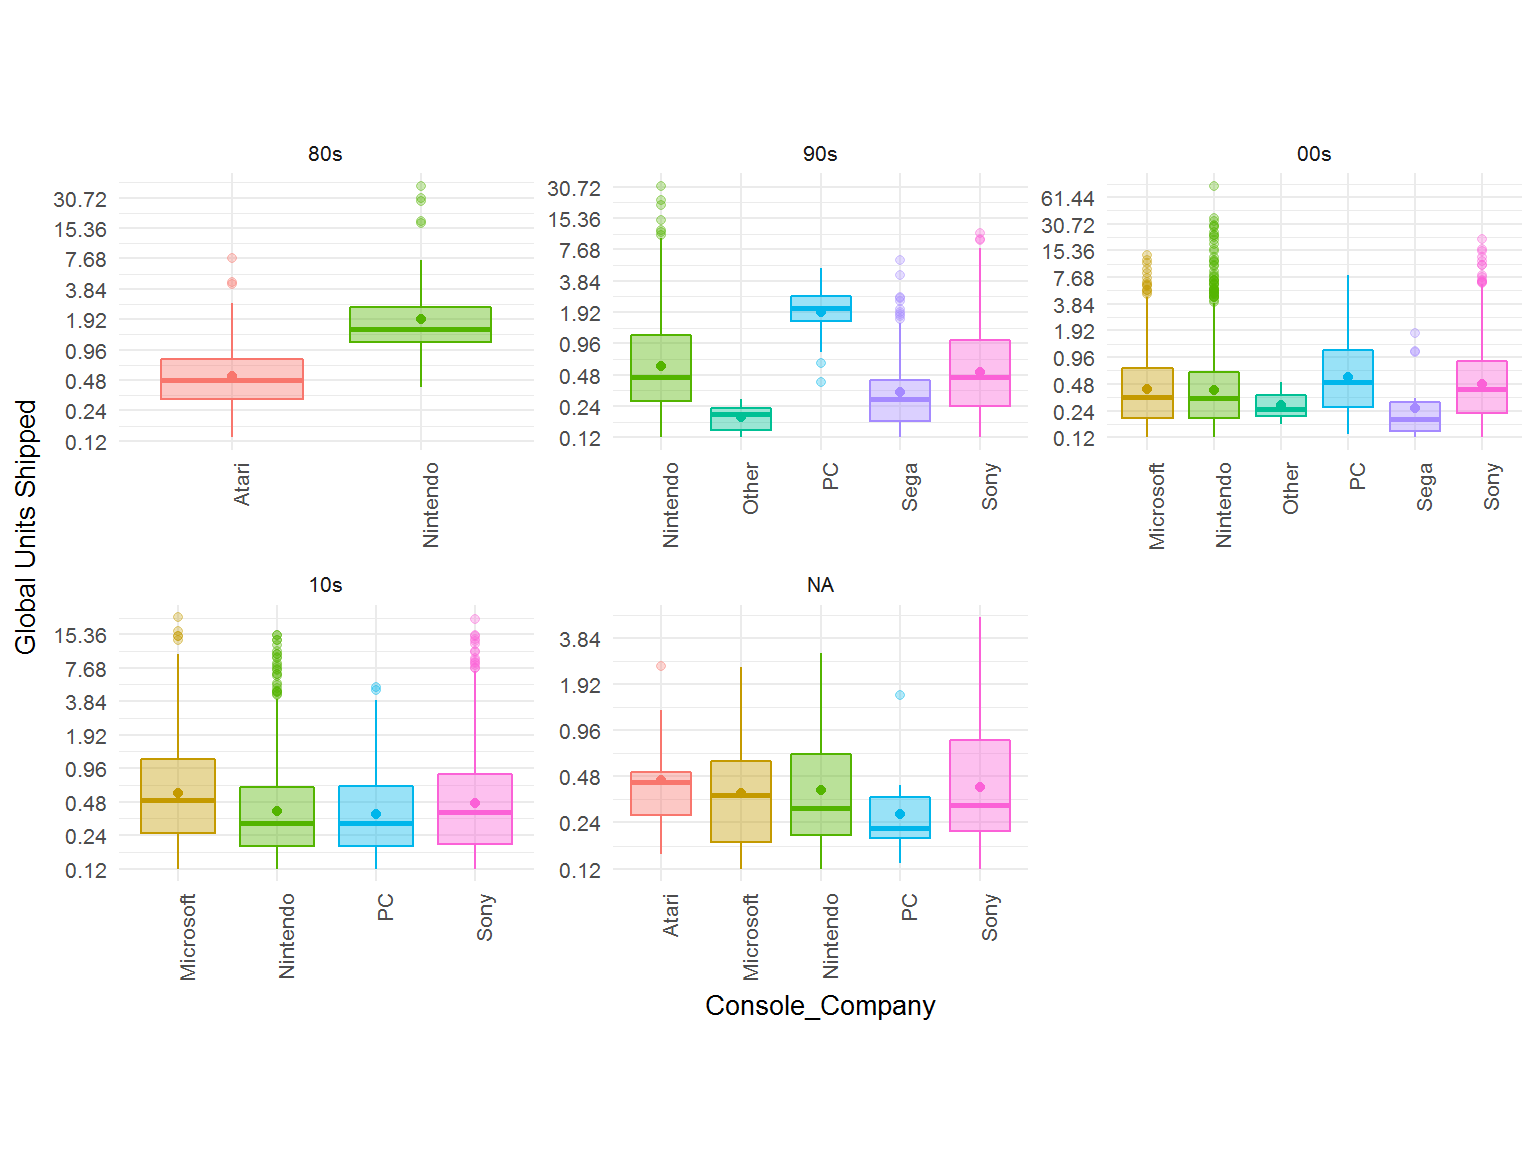 80s
90s
00s
30.72
15.36
7.68
3.84
1.92
0.96
0.48
0.24
0.12
30.72
15.36
7.68
3.84
1.92
0.96
0.48
0.24
0.12
61.44
30.72
15.36
7.68
3.84
1.92
0.96
0.48
0.24
0.12
Atari
Nintendo
Nintendo
Other
PC
Sega
Sony
Microsoft
Nintendo
Other
PC
Sega
Sony
Global Units Shipped
10s
NA
15.36
7.68
3.84
1.92
0.96
0.48
0.24
0.12
3.84
1.92
0.96
0.48
0.24
0.12
Microsoft
Nintendo
PC
Sony
Atari
Microsoft
Nintendo
PC
Sony
Console_Company